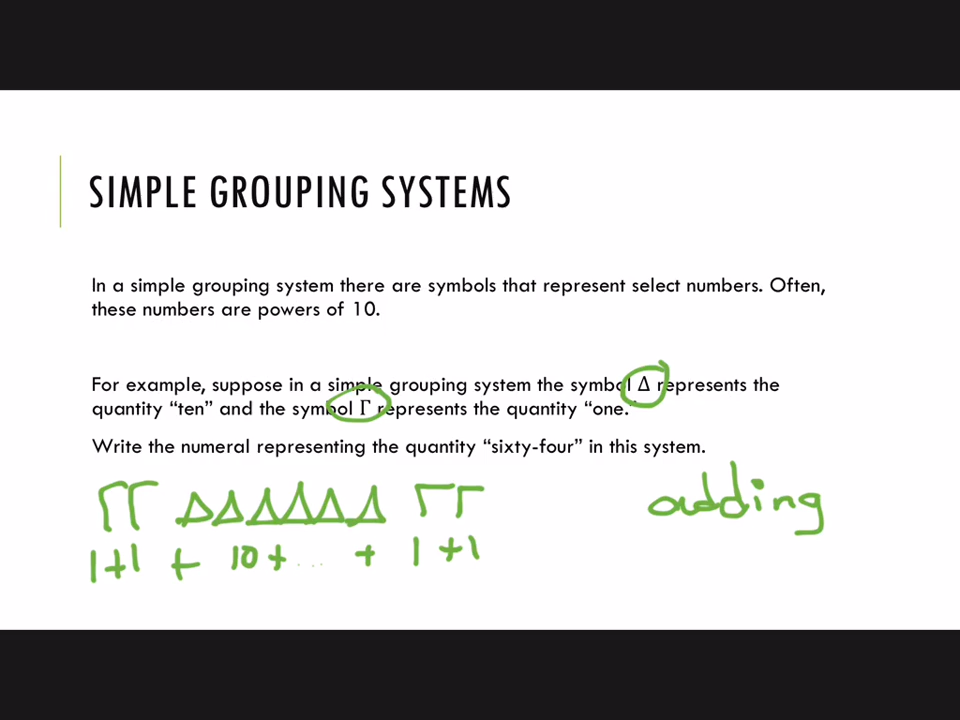 SIMPLE GROUPING SYSTEMS
In a simple grouping system there are symbols that represent select numbers. Often,
these numbers are powers of 10.
For example, suppose in a simple grouping system the symbol Δ represents the
quantity “ten” and the symbol Γ represents the quantity “one.”
Write the numeral representing the quantity “sixty-four” in this system.
ΓΓ ΔΔΔΔΔΔ ΓΓ adding
1+1 + 10+ ... + 1+1